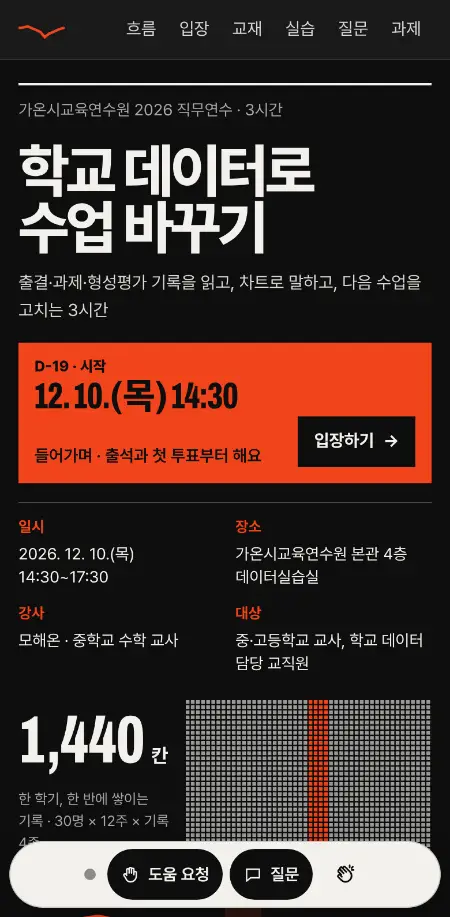 흐름 입장 교재 실습 질문 과제
가온시교육연수원 2026 직무연수 · 3시간
학교 데이터로
수업 바꾸기
출결·과제·형성평가 기록을 읽고, 차트로 말하고, 다음 수업을
고치는 3시간
D-19 · 시작
12. 10.(목) 14:30
들어가며 · 출석과 첫 투표부터 해요
입장하기 →
일시
2026. 12. 10.(목)
14:30~17:30
장소
가온시교육연수원 본관 4층
데이터실습실
강사
모해온 · 중학교 수학 교사
대상
중·고등학교 교사, 학교 데이터
담당 교직원
1,440 칸
한 학기, 한 반에 쌓이는
기록 · 30명 × 12주 × 기록
도움 요청
질문